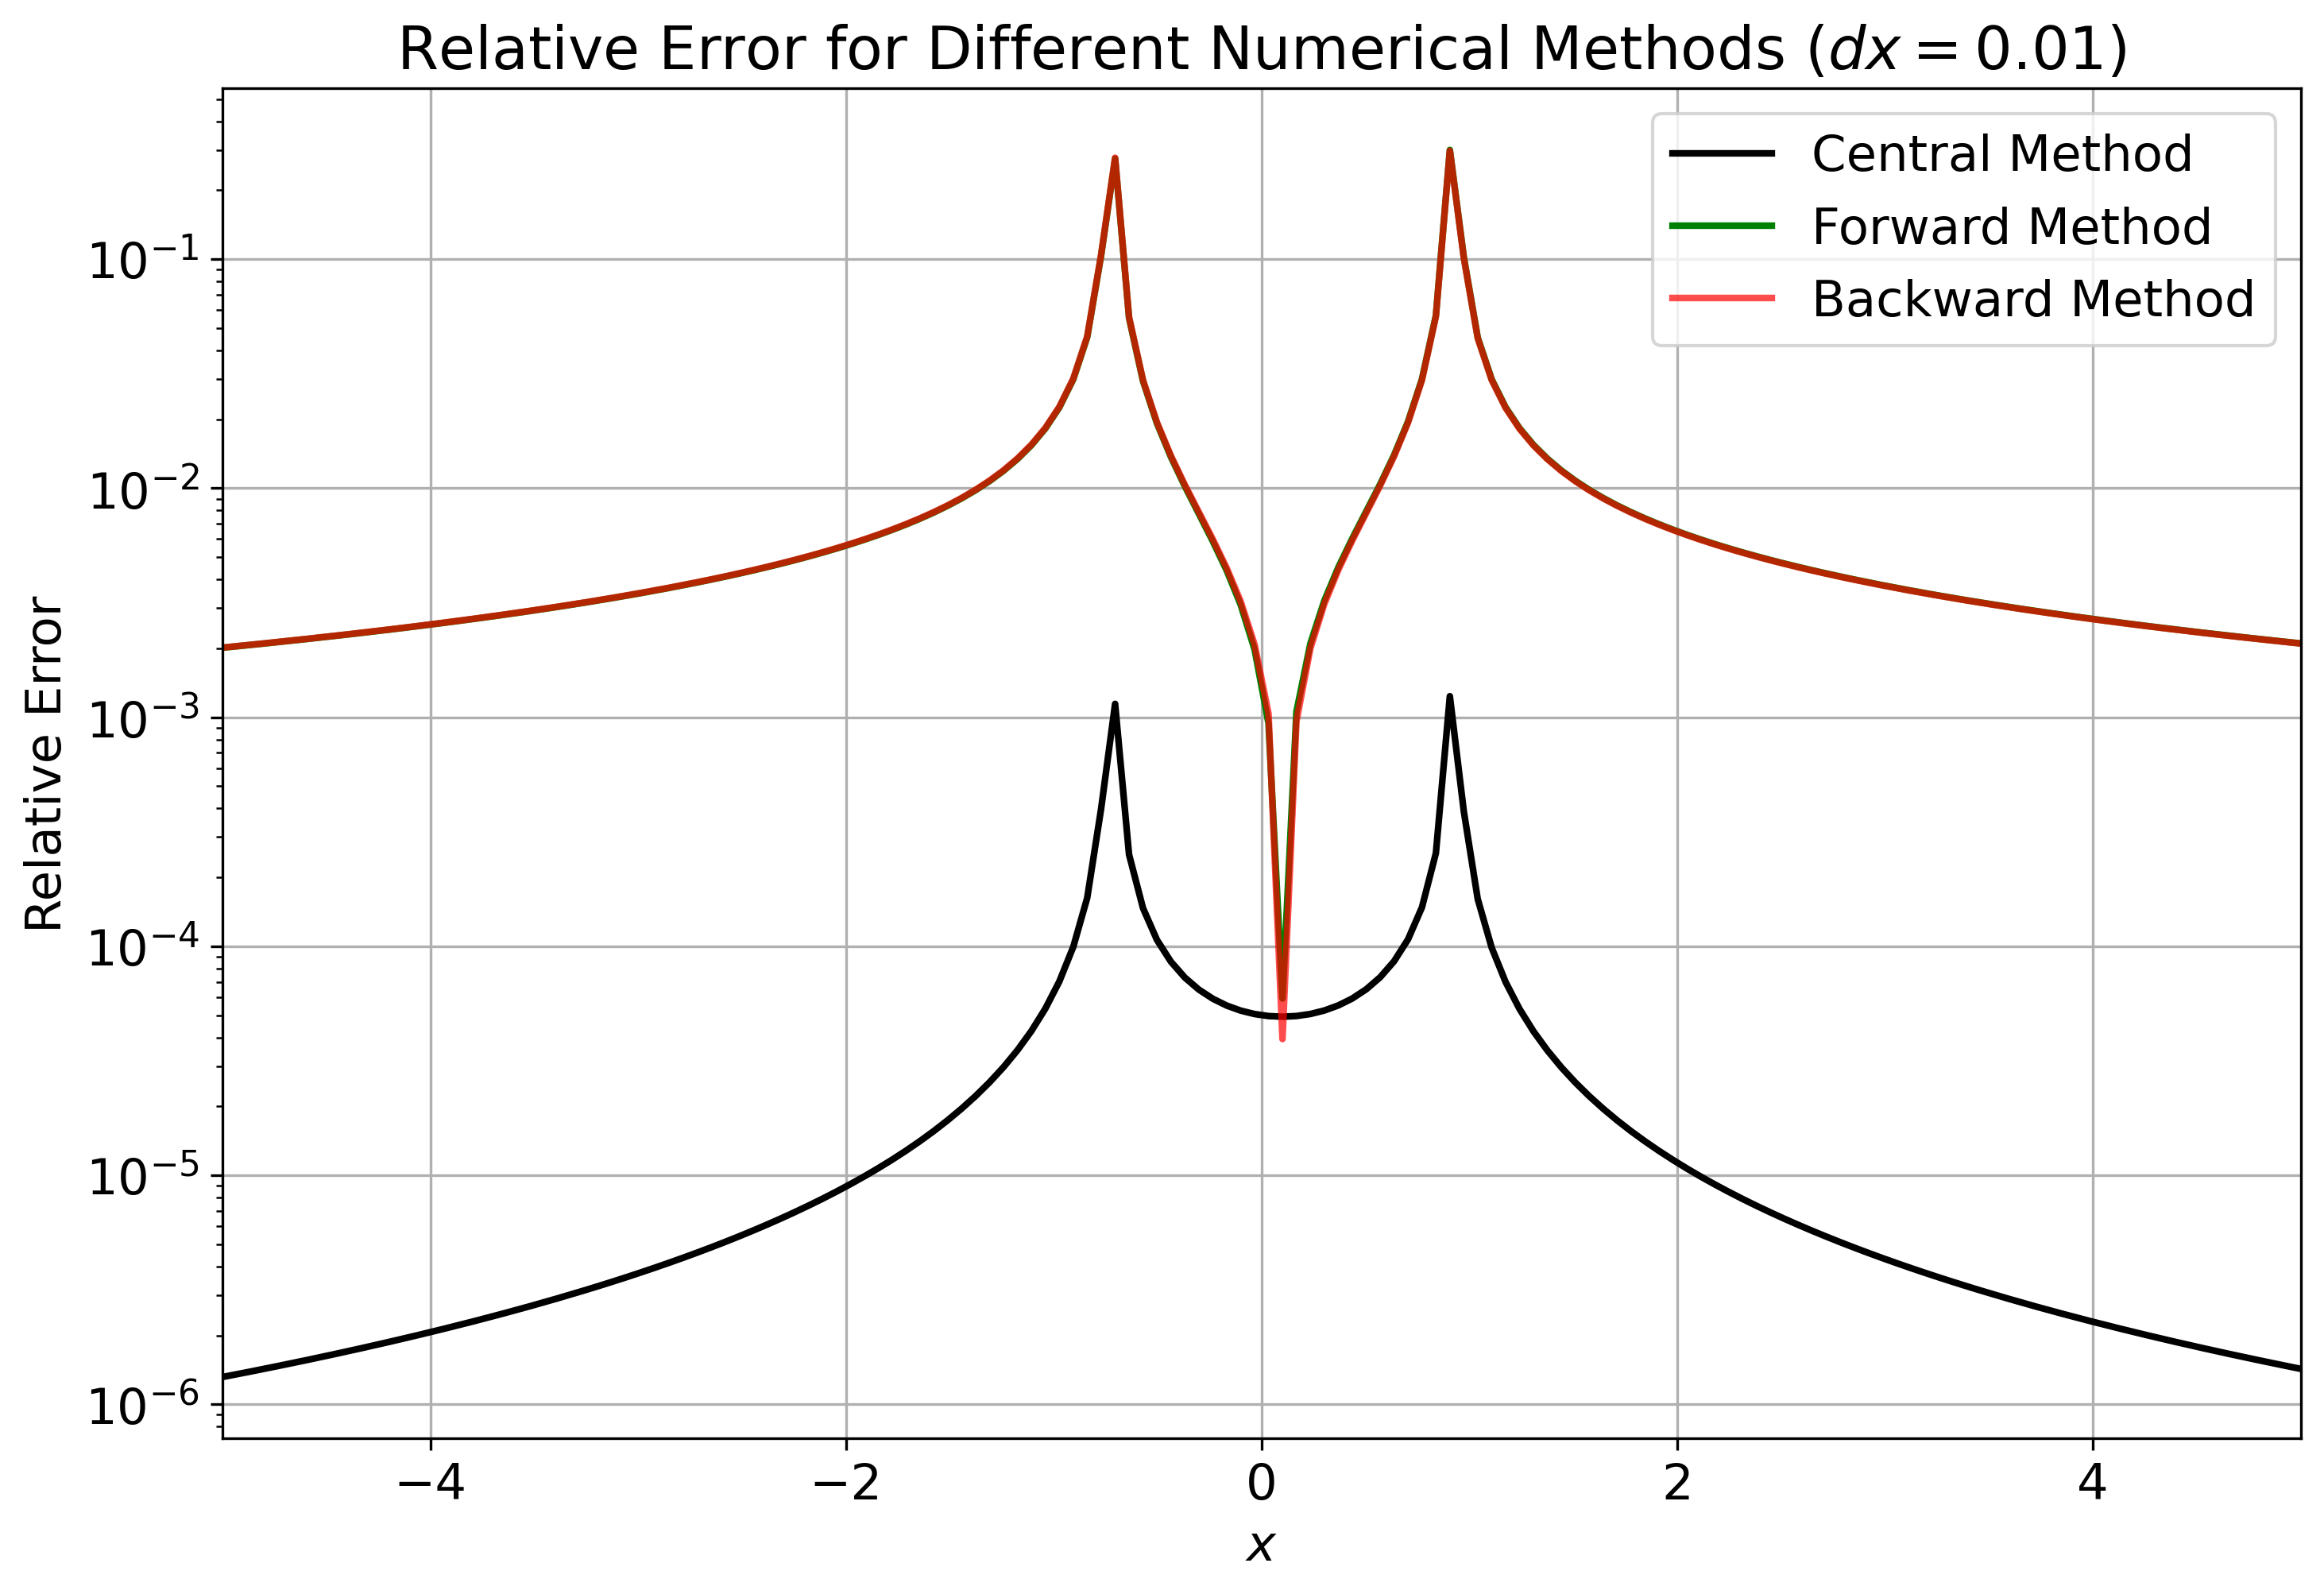 Relative Error for Different Numerical Methods (dx = 0.01)
Central Method
Forward Method
Backward Method
Relative Error
10⁻¹
10⁻²
10⁻³
10⁻⁴
10⁻⁵
10⁻⁶
−4
−2
0
2
4
x